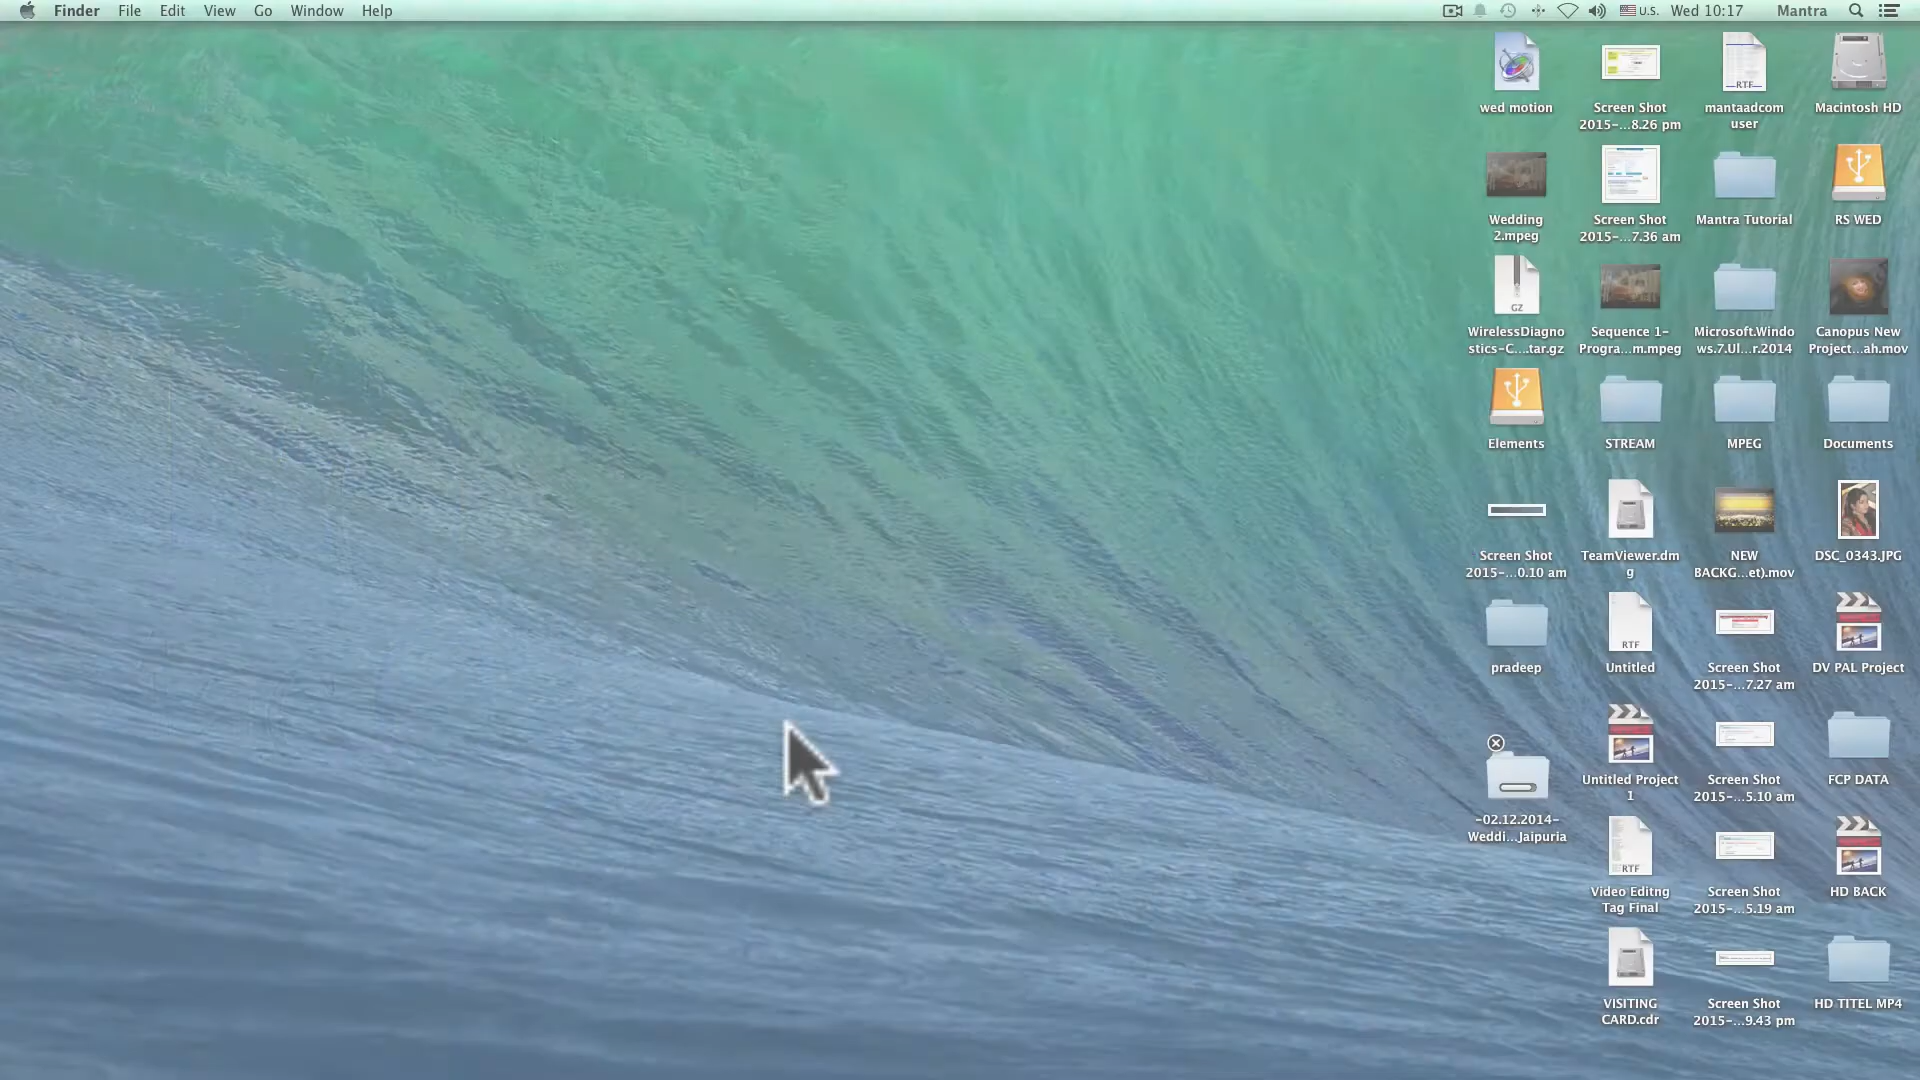 Finder File Edit View Go Window Help
U.S. Wed 10:17 Mantra
wed motion
Screen Shot
2015-...8.26 pm
RTF
mantaadcom
user
Macintosh HD
Wedding
2.mpeg
Screen Shot
2015-...7.36 am
Mantra Tutorial
RS WED
GZ
WirelessDiagno
stics-C....tar.gz
Sequence 1-
Progra...m.mpeg
Microsoft.Windo
ws.7.Ul...r.2014
Canopus New
Project...ah.mov
Elements
STREAM
MPEG
Documents
Screen Shot
2015-...0.10 am
TeamViewer.dm
g
NEW
BACKG...et).mov
DSC_0343.JPG
pradeep
RTF
Untitled
Screen Shot
2015-...7.27 am
DV PAL Project
-02.12.2014-
Weddi...Jaipuria
Untitled Project
1
Screen Shot
2015-...5.10 am
FCP DATA
RTF
Video Editng
Tag Final
Screen Shot
2015-...5.19 am
HD BACK
VISITING
CARD.cdr
Screen Shot
2015-...9.43 pm
HD TITEL MP4